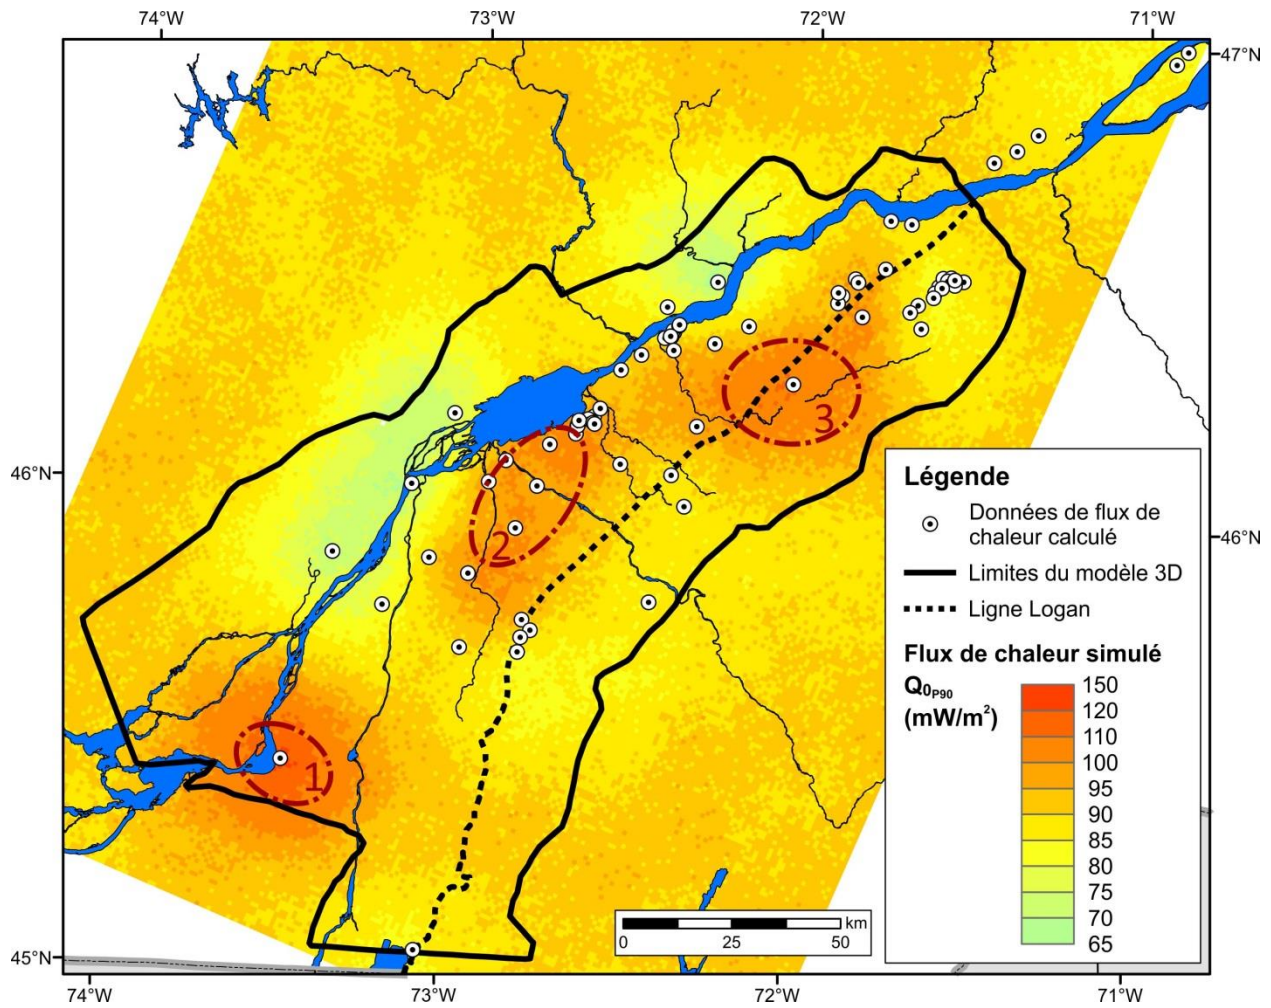 74°W 73°W 72°W 71°W
47°N
46°N
46°N
45°N
45°N
1
2
3
Légende
Données de flux de
chaleur calculé
Limites du modèle 3D
Ligne Logan
Flux de chaleur simulé
Q0P90
(mW/m²)
150
120
110
100
95
90
85
80
75
70
65
km
0 25 50
74°W 73°W 72°W 71°W